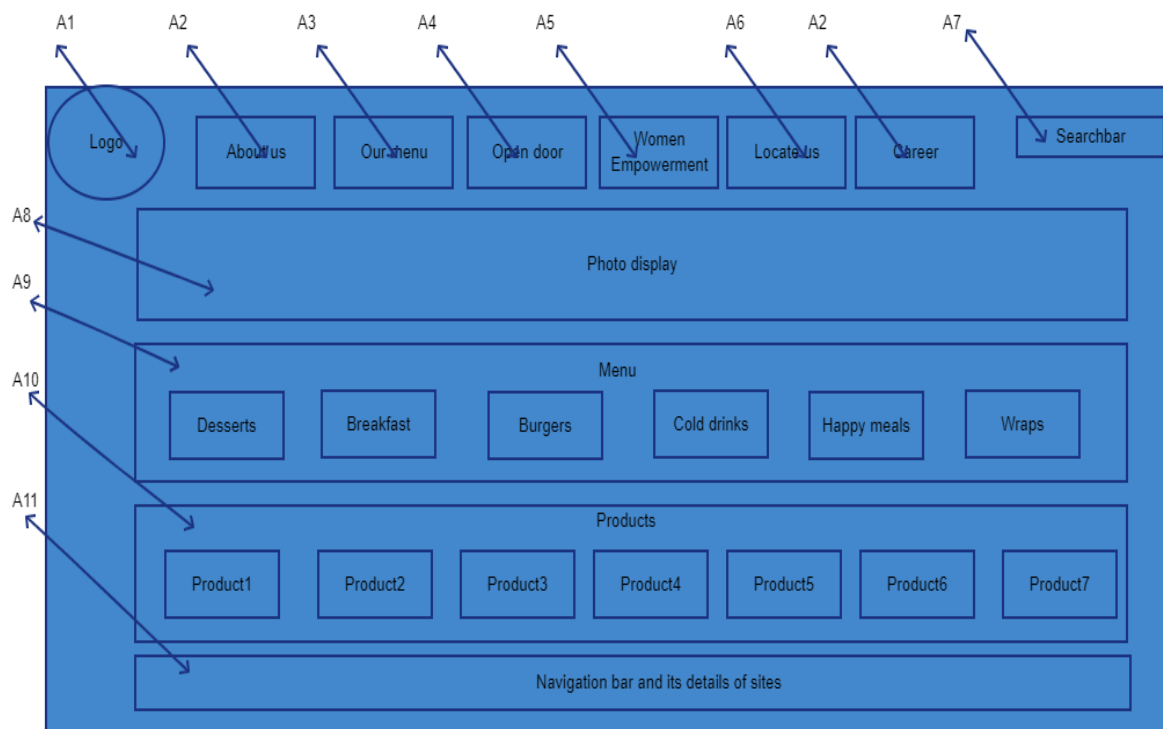 A1
A2
A3
A4
A5
A6
A2
A7
Logo
About us
Our menu
Open door
Women
Empowerment
Locate us
Career
Searchbar
A8
Photo display
A9
Menu
A10
Desserts
Breakfast
Burgers
Cold drinks
Happy meals
Wraps
A11
Products
Product1
Product2
Product3
Product4
Product5
Product6
Product7
Navigation bar and its details of sites